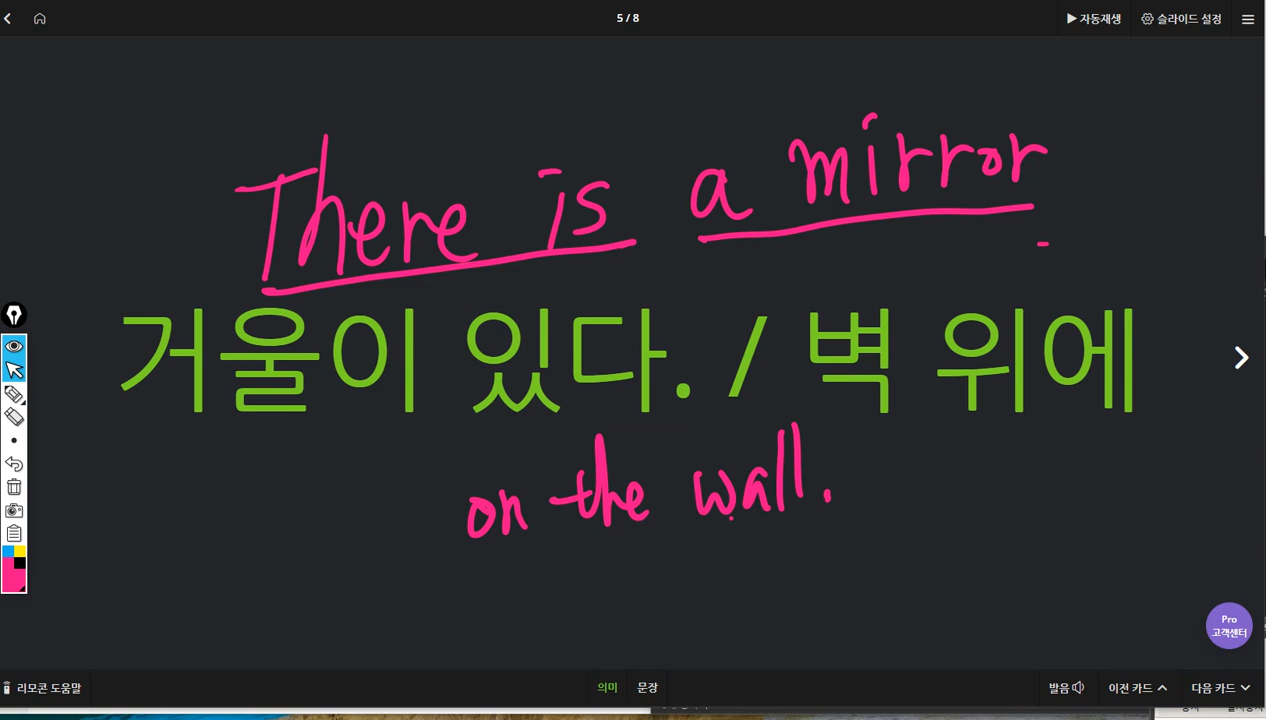 5 / 8
자동재생
슬라이드 설정
There is a mirror
거울이 있다. / 벽 위에
on the wall.
Pro
고객센터
리모콘 도움말
의미
문장
발음
이전 카드
다음 카드